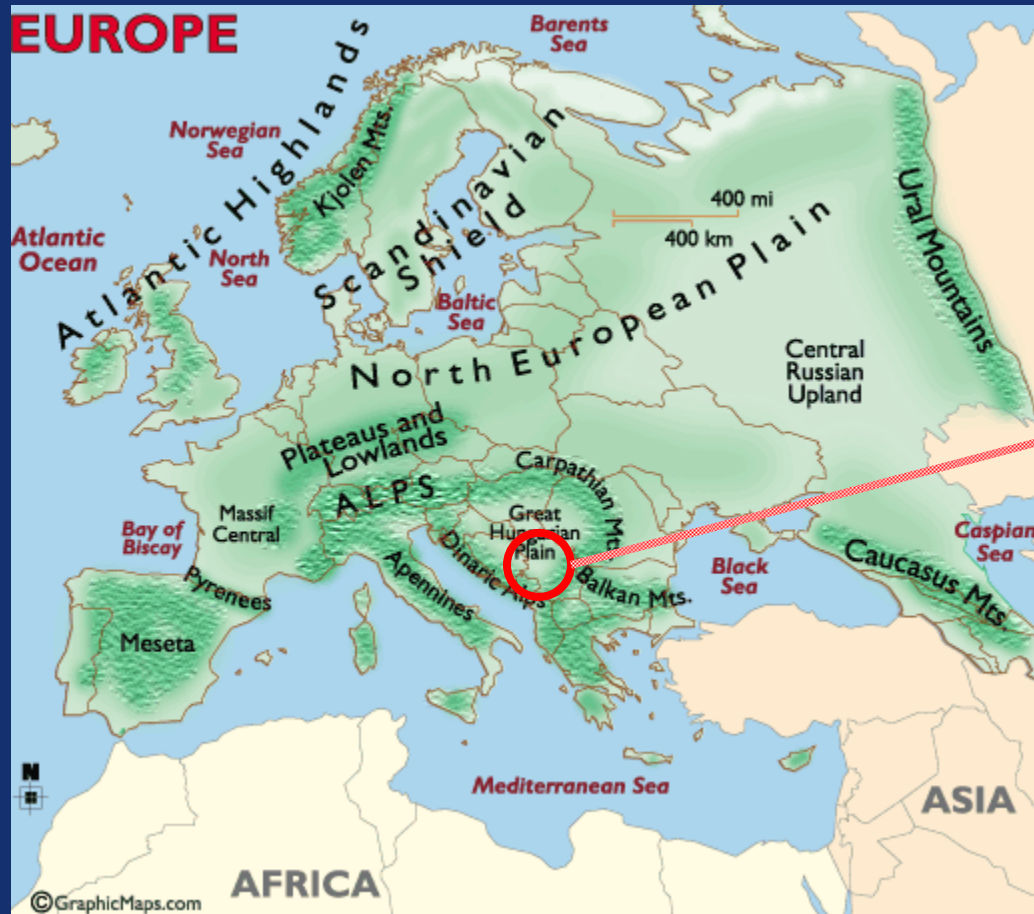 EUROPE
Barents
Sea
Norwegian
Sea
Atlantic Highlands
Kjolen Mts.
Scandinavian
Shield
400 mi
400 km
Ural Mountains
Atlantic
Ocean
North
Sea
Baltic
Sea
North European Plain
Central
Russian
Upland
Plateaus and
Lowlands
Carpathian Mts.
ALPS
Great
Hungarian
Plain
Massif
Central
Bay of
Biscay
Dinaric Alps
Apennines
Pyrenees
Balkan Mts.
Black
Sea
Caucasus Mts.
Caspian
Sea
Meseta
Mediterranean Sea
N
ASIA
AFRICA
©GraphicMaps.com